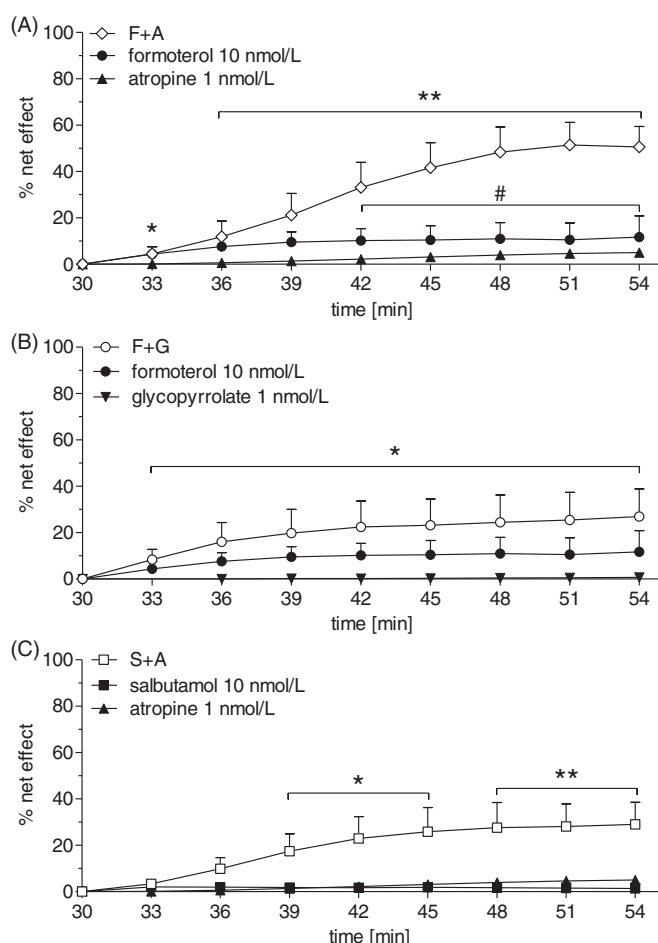 (A)
100
80
60
40
20
0
% net effect
F+A
formoterol 10 nmol/L
atropine 1 nmol/L
**
*
#
30 33 36 39 42 45 48 51 54
time [min]
(B)
100
80
60
40
20
0
% net effect
F+G
formoterol 10 nmol/L
glycopyrrolate 1 nmol/L
*
30 33 36 39 42 45 48 51 54
time [min]
(C)
100
80
60
40
20
0
% net effect
S+A
salbutamol 10 nmol/L
atropine 1 nmol/L
*
**
30 33 36 39 42 45 48 51 54
time [min]